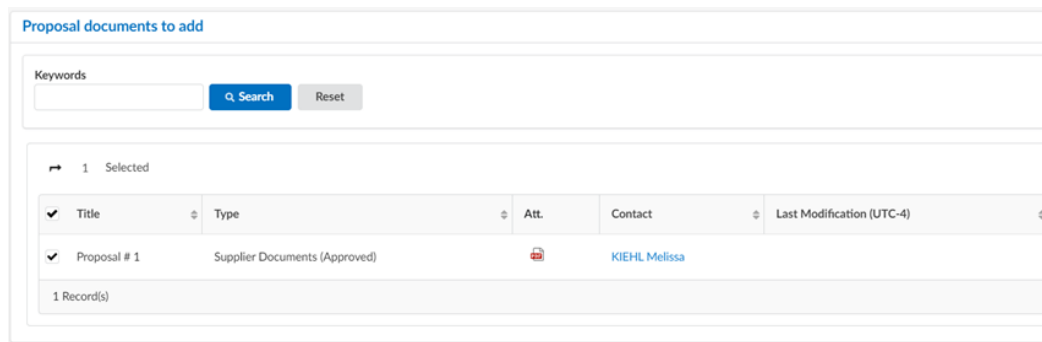 Proposal documents to add
Keywords
Search Reset
1 Selected
Title Type Att. Contact Last Modification (UTC-4)
Proposal # 1 Supplier Documents (Approved) PDF KIEHL Melissa
1 Record(s)